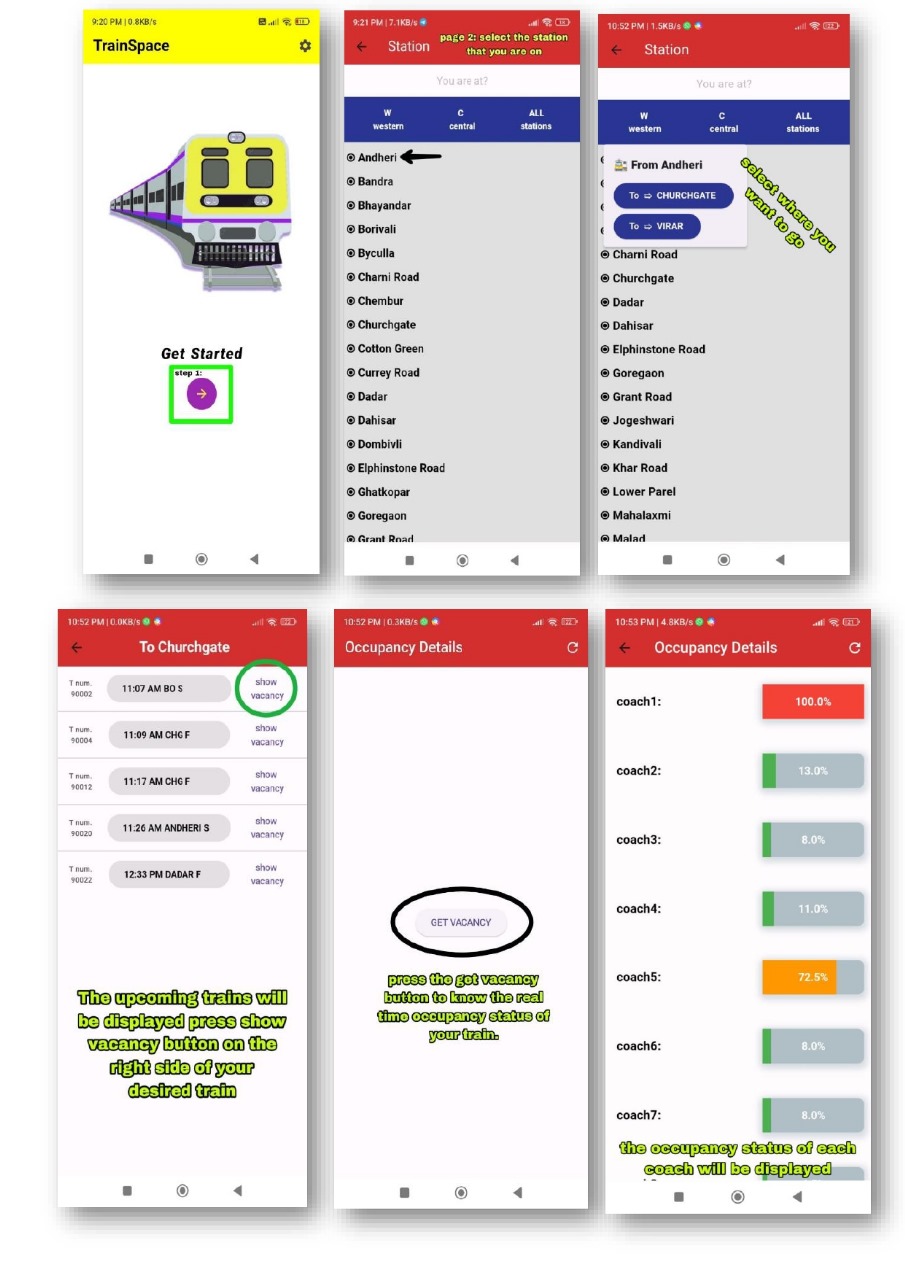 9:20 PM | 0.8KB/s
TrainSpace
Get Started
step 1:
9:21 PM | 7.1KB/s
Station
page 2: select the station
that you are on
You are at?
W
western
C
central
ALL
stations
Andheri
Bandra
Bhayandar
Borivali
Byculla
Charni Road
Chembur
Churchgate
Cotton Green
Currey Road
Dadar
Dahisar
Dombivli
Elphinstone Road
Ghatkopar
Goregaon
Grant Road
10:52 PM | 1.5KB/s
Station
You are at?
W
western
C
central
ALL
stations
From Andheri
To ⇨ CHURCHGATE
To ⇨ VIRAR
select where you
want to go
Charni Road
Churchgate
Dadar
Dahisar
Elphinstone Road
Goregaon
Grant Road
Jogeshwari
Kandivali
Khar Road
Lower Parel
Mahalaxmi
Malad
10:52 PM | 0.0KB/s
To Churchgate
T num.
90002
11:07 AM BO S
show
vacancy
T num.
90004
11:09 AM CHG F
show
vacancy
T num.
90012
11:17 AM CHG F
show
vacancy
T num.
90020
11:26 AM ANDHERI S
show
vacancy
T num.
90022
12:33 PM DADAR F
show
vacancy
The upcoming trains will
be displayed press show
vacancy button on the
right side of your
desired train
10:52 PM | 0.3KB/s
Occupancy Details
GET VACANCY
press the get vacancy
button to know the real
time occupancy status of
your train.
10:53 PM | 4.8KB/s
Occupancy Details
coach1:
100.0%
coach2:
13.0%
coach3:
8.0%
coach4:
11.0%
coach5:
72.5%
coach6:
8.0%
coach7:
8.0%
the occupancy status of each
coach will be displayed